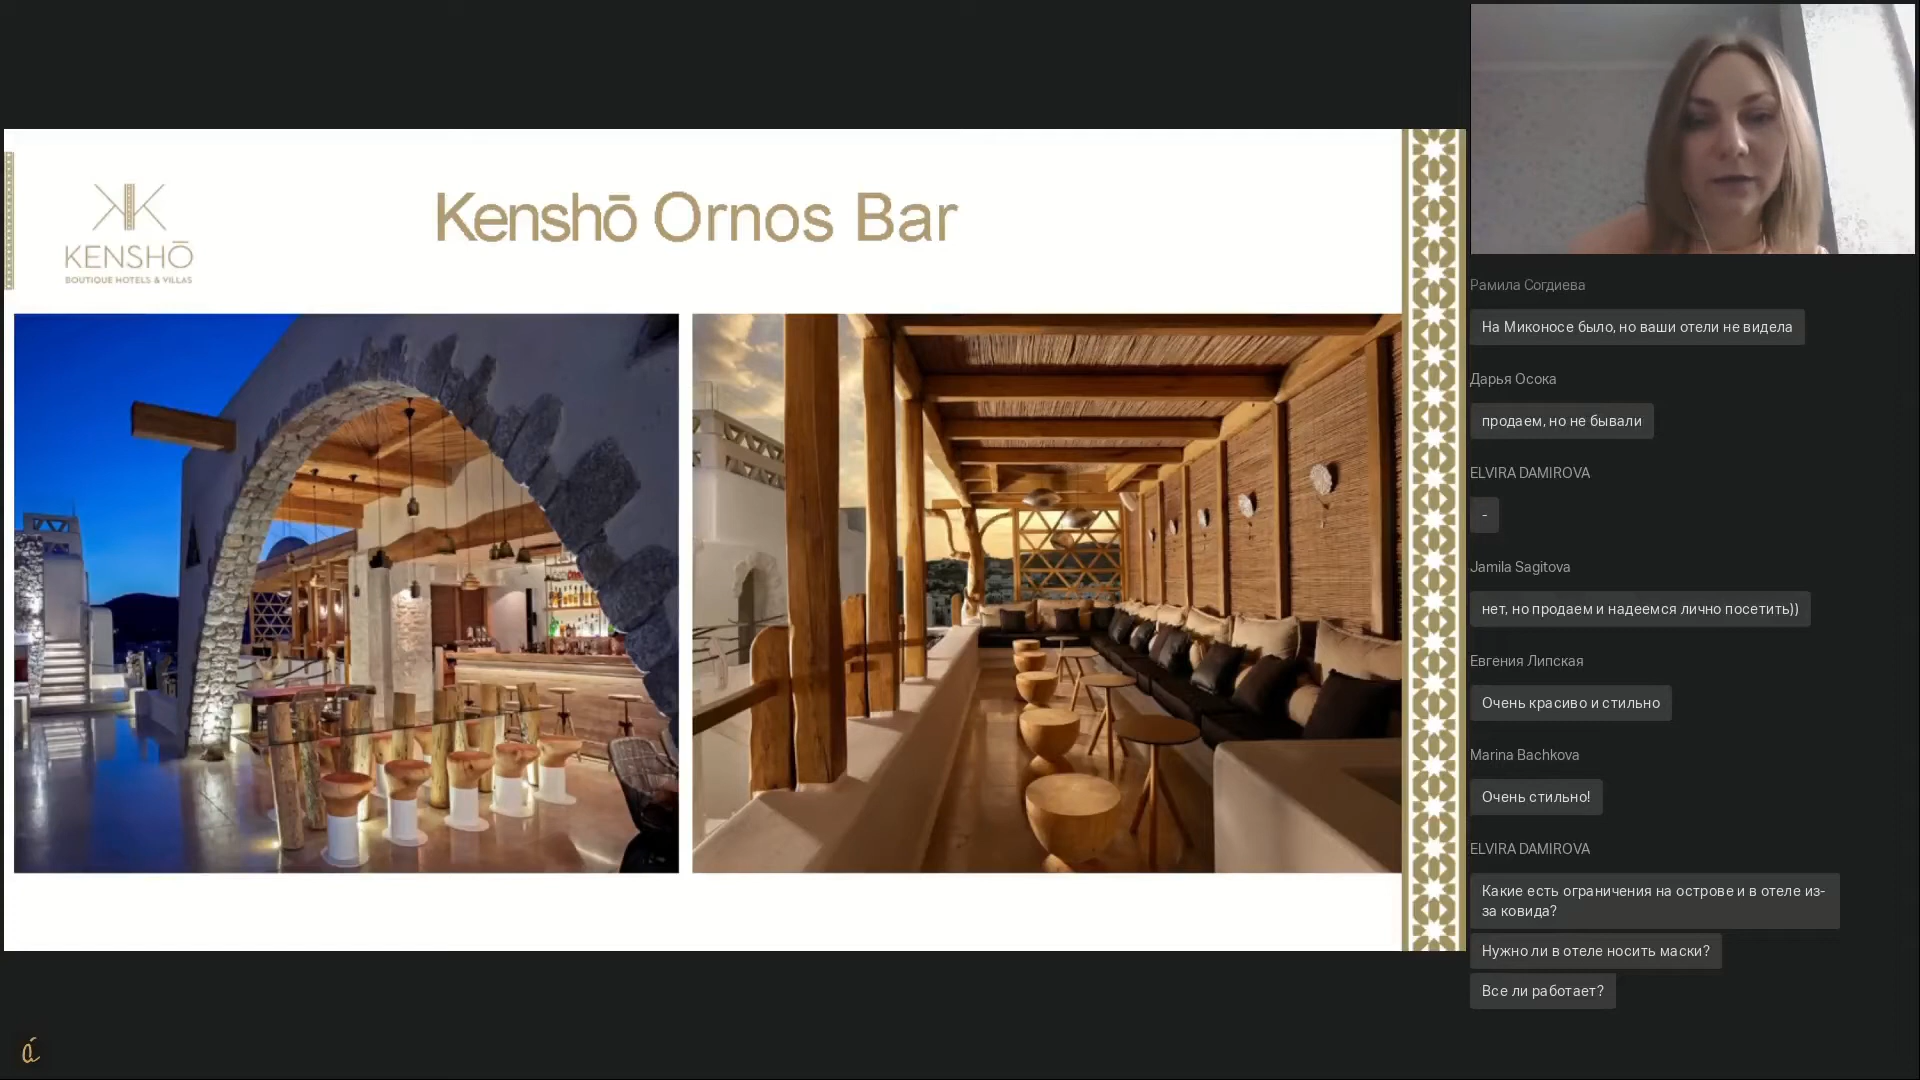 Kenshō Ornos Bar
KENSHŌ
BOUTIQUE HOTELS & VILLAS
Рамила Согдиева
На Миконосе было, но ваши отели не видела
Дарья Осока
продаем, но не бывали
ELVIRA DAMIROVA
-
Jamila Sagitova
нет, но продаем и надеемся лично посетить))
Евгения Липская
Очень красиво и стильно
Marina Bachkova
Очень стильно!
ELVIRA DAMIROVA
Какие есть ограничения на острове и в отеле из-
за ковида?
Нужно ли в отеле носить маски?
Все ли работает?
á